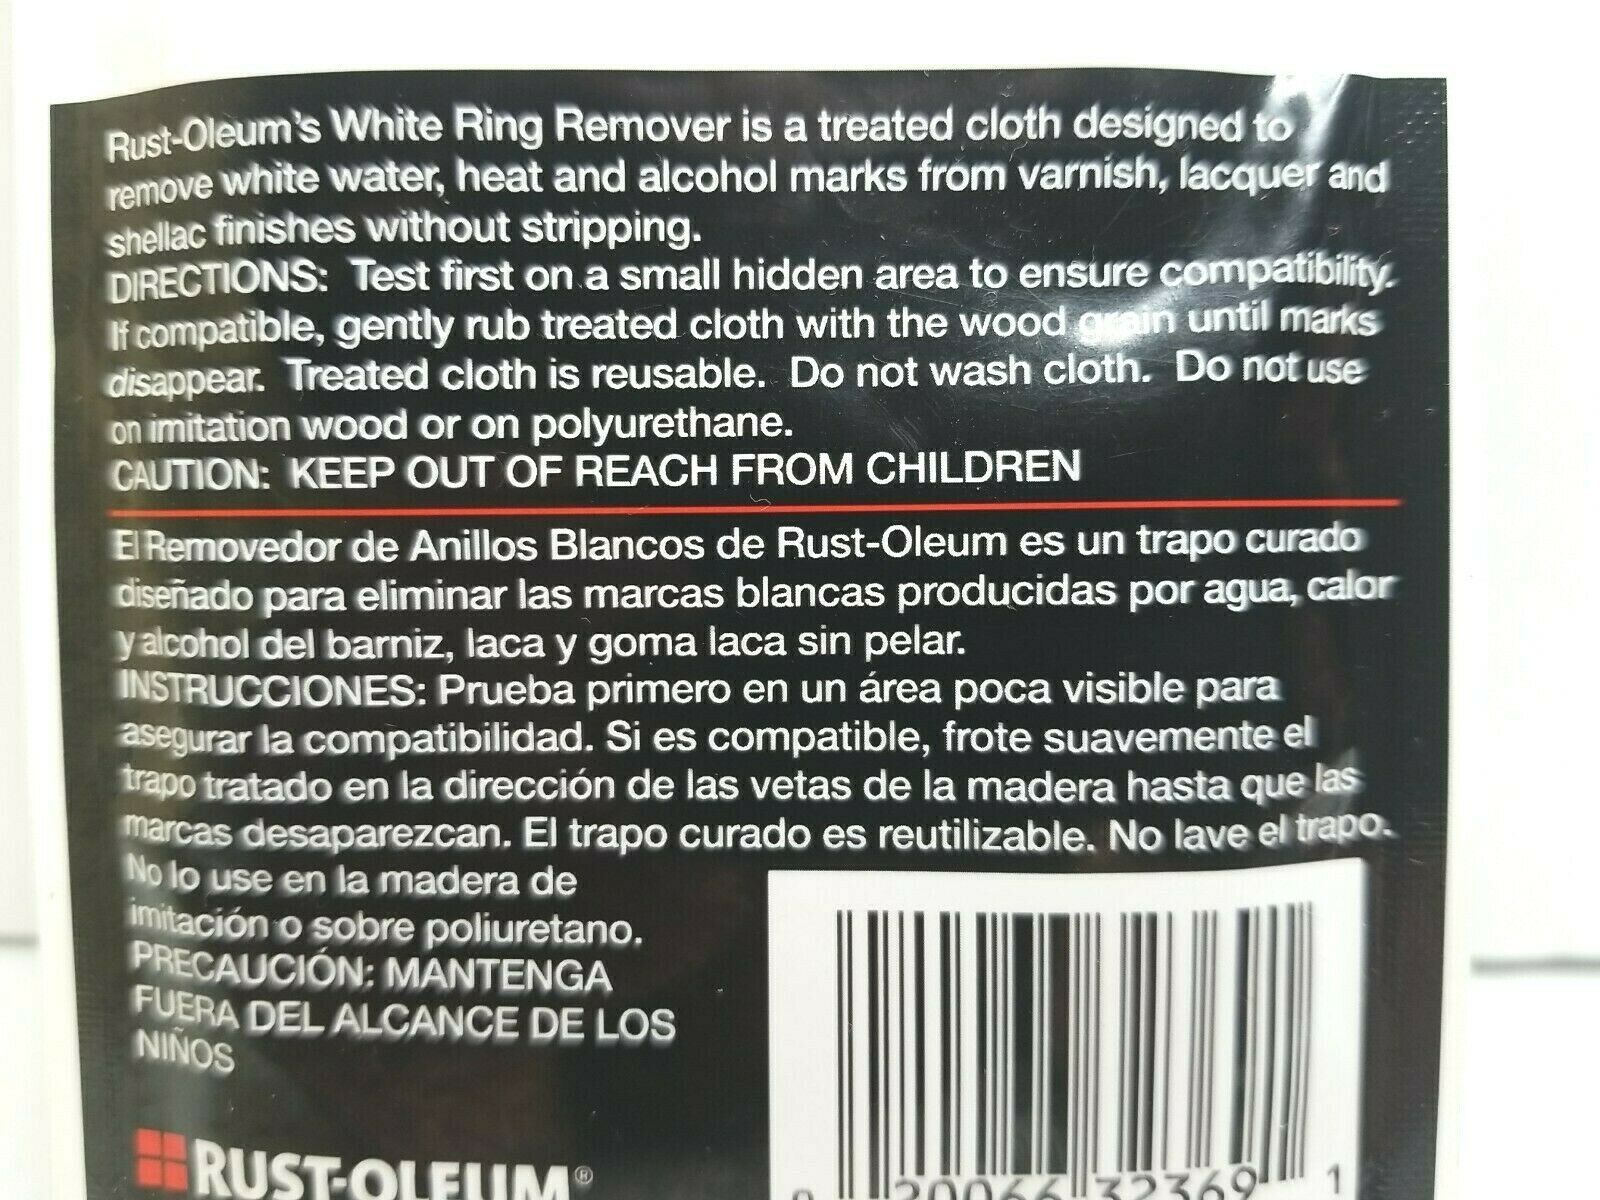 Rust-Oleum's White Ring Remover is a treated cloth designed to
remove white water, heat and alcohol marks from varnish, lacquer and
shellac finishes without stripping.
DIRECTIONS: Test first on a small hidden area to ensure compatibility.
If compatible, gently rub treated cloth with the wood grain until marks
disappear. Treated cloth is reusable. Do not wash cloth. Do not use
on imitation wood or on polyurethane.
CAUTION: KEEP OUT OF REACH FROM CHILDREN
El Removedor de Anillos Blancos de Rust-Oleum es un trapo curado
diseñado para eliminar las marcas blancas producidas por agua, calor
y alcohol del barniz, laca y goma laca sin pelar.
INSTRUCCIONES: Prueba primero en un área poca visible para
asegurar la compatibilidad. Si es compatible, frote suavemente el
trapo tratado en la dirección de las vetas de la madera hasta que las
marcas desaparezcan. El trapo curado es reutilizable. No lave el trapo.
No lo use en la madera de
imitación o sobre poliuretano.
PRECAUCIÓN: MANTENGA
FUERA DEL ALCANCE DE LOS
NIÑOS
RUST-OLEUM®
0 20066 32369 1